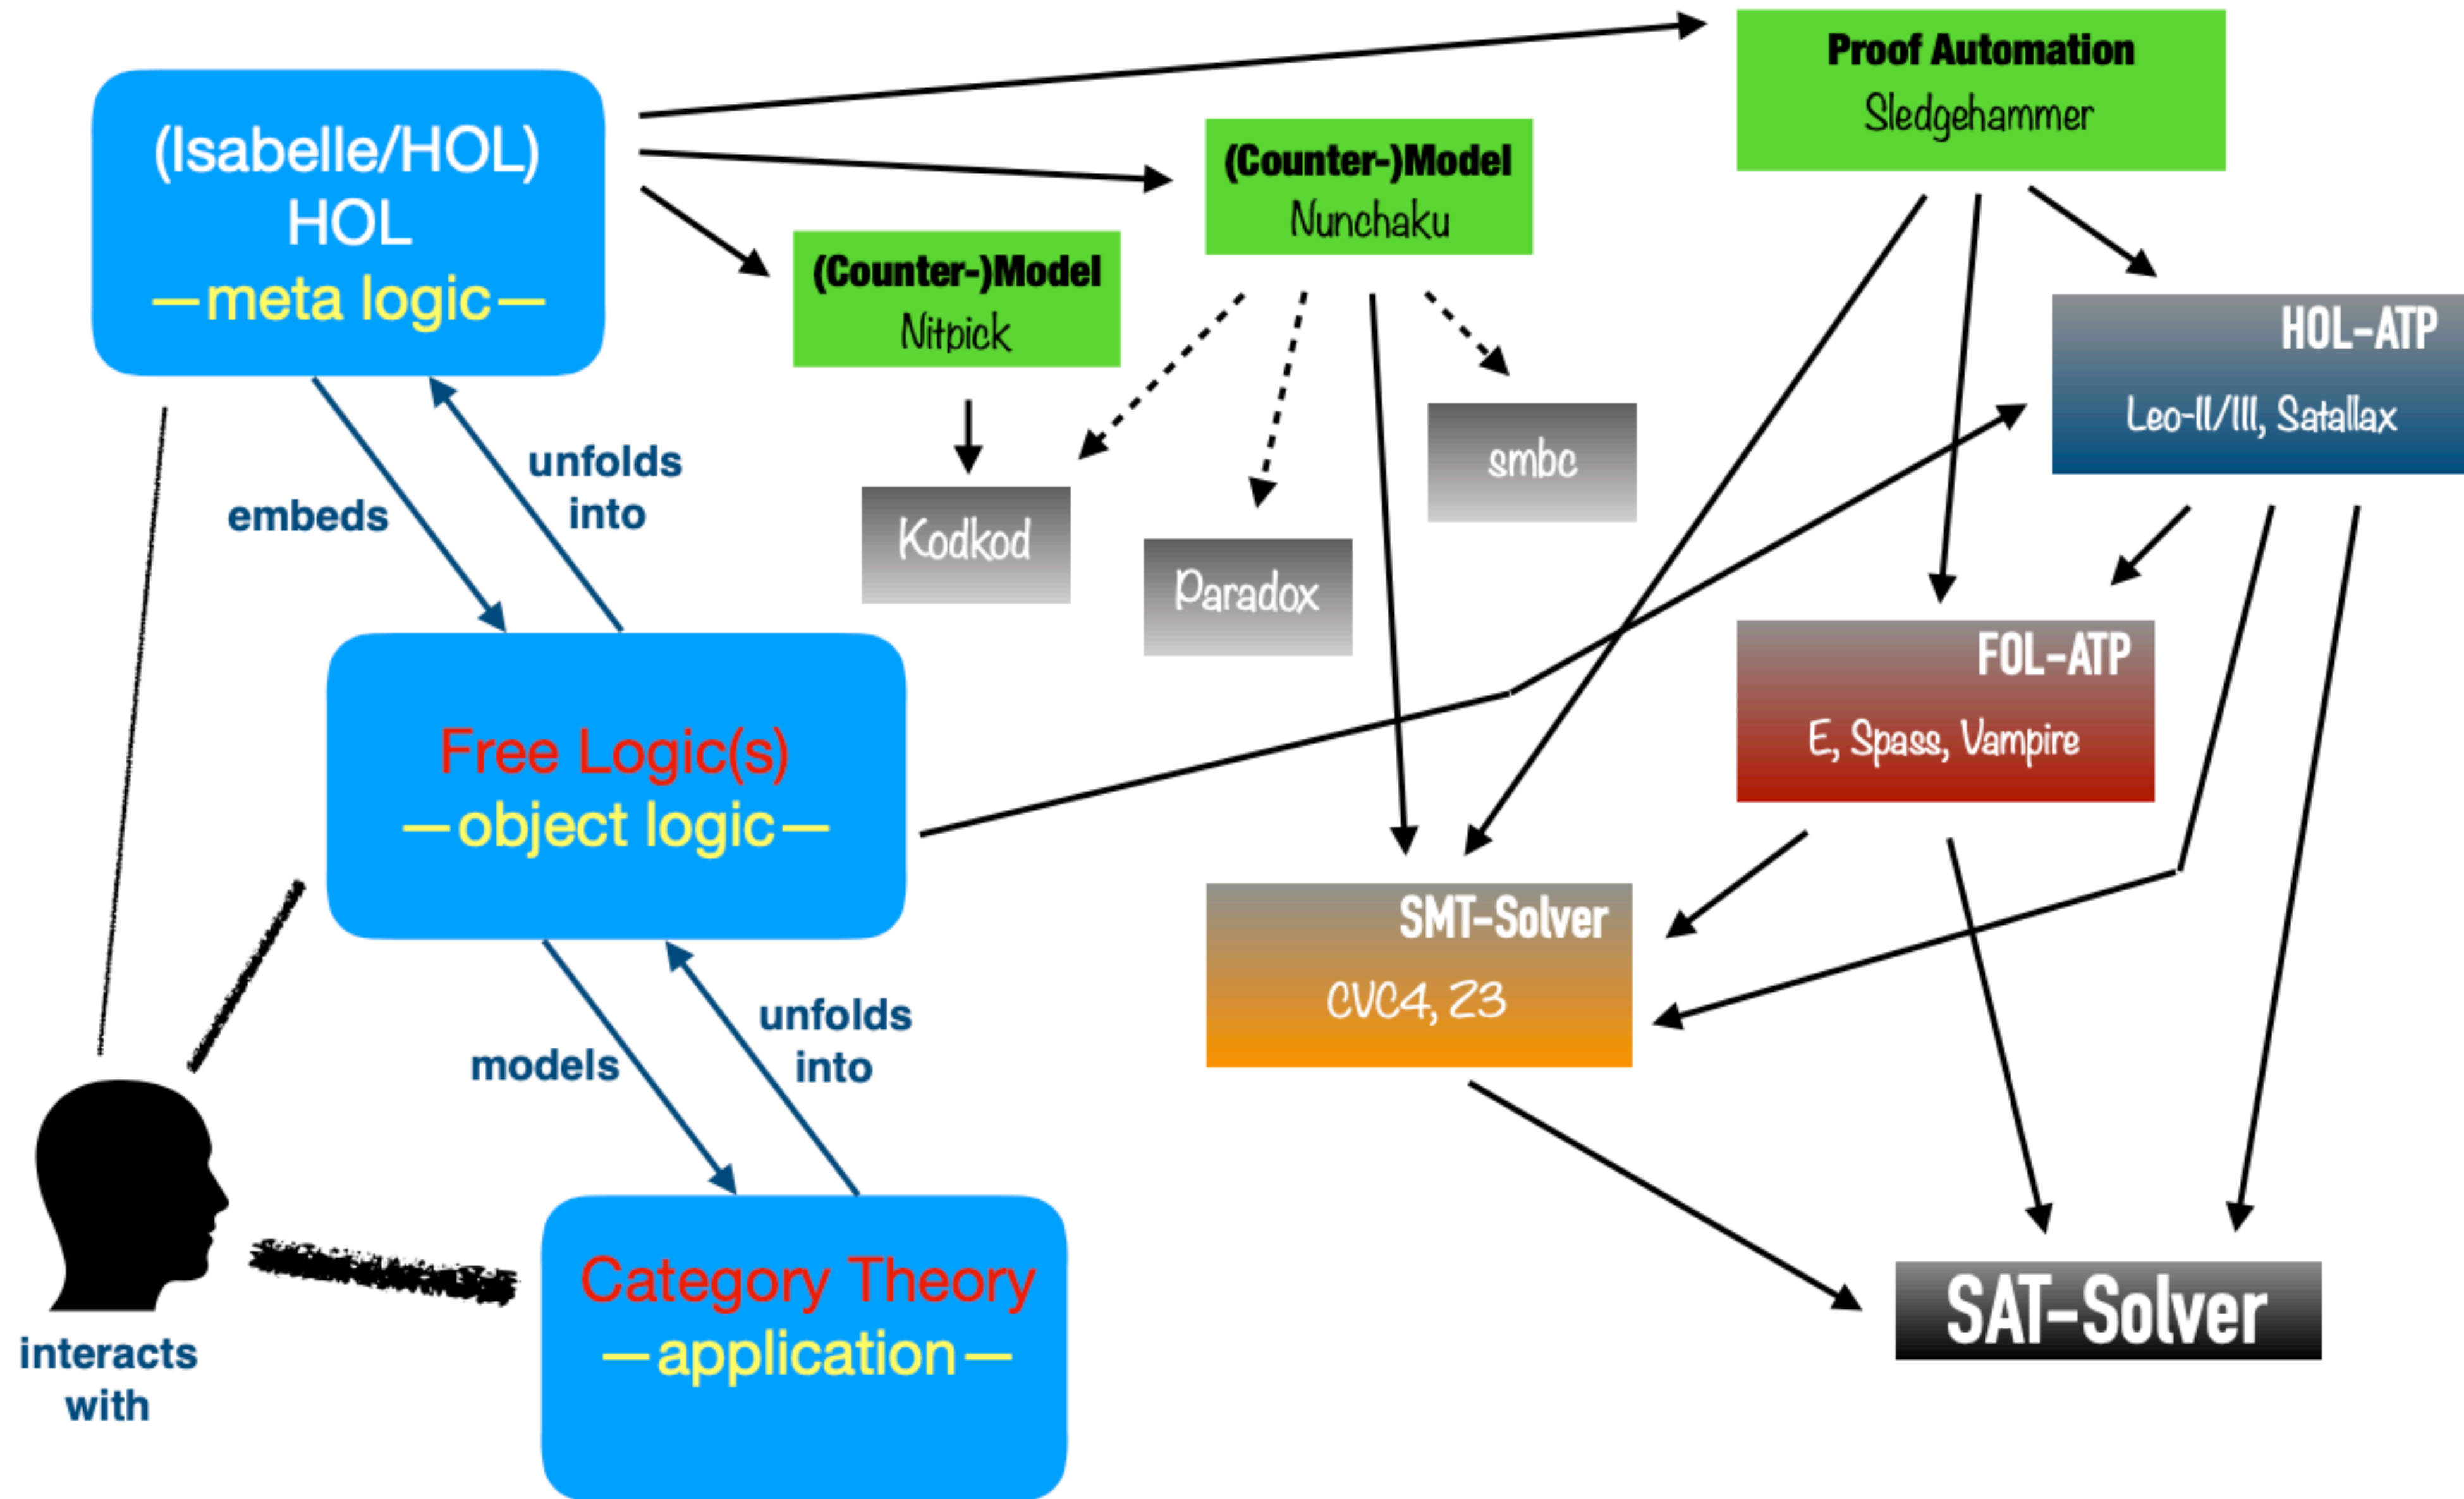 Proof Automation
Sledgehammer
(Isabelle/HOL)
HOL
—meta logic—
(Counter-)Model
Nunchaku
(Counter-)Model
Nitpick
HOL-ATP
Leo-II/III, Satallax
embeds
unfolds
into
smbc
Kodkod
Paradox
FOL-ATP
E, Spass, Vampire
Free Logic(s)
—object logic—
SMT-Solver
CVC4, Z3
models
unfolds
into
Category Theory
—application—
SAT-Solver
interacts
with